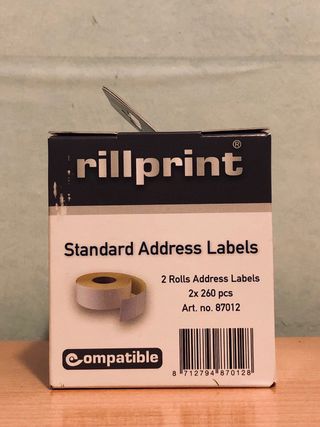 rillprint®
Standard Address Labels
2 Rolls Address Labels
2x 260 pcs
Art. no. 87012
compatible
8 712794 870128